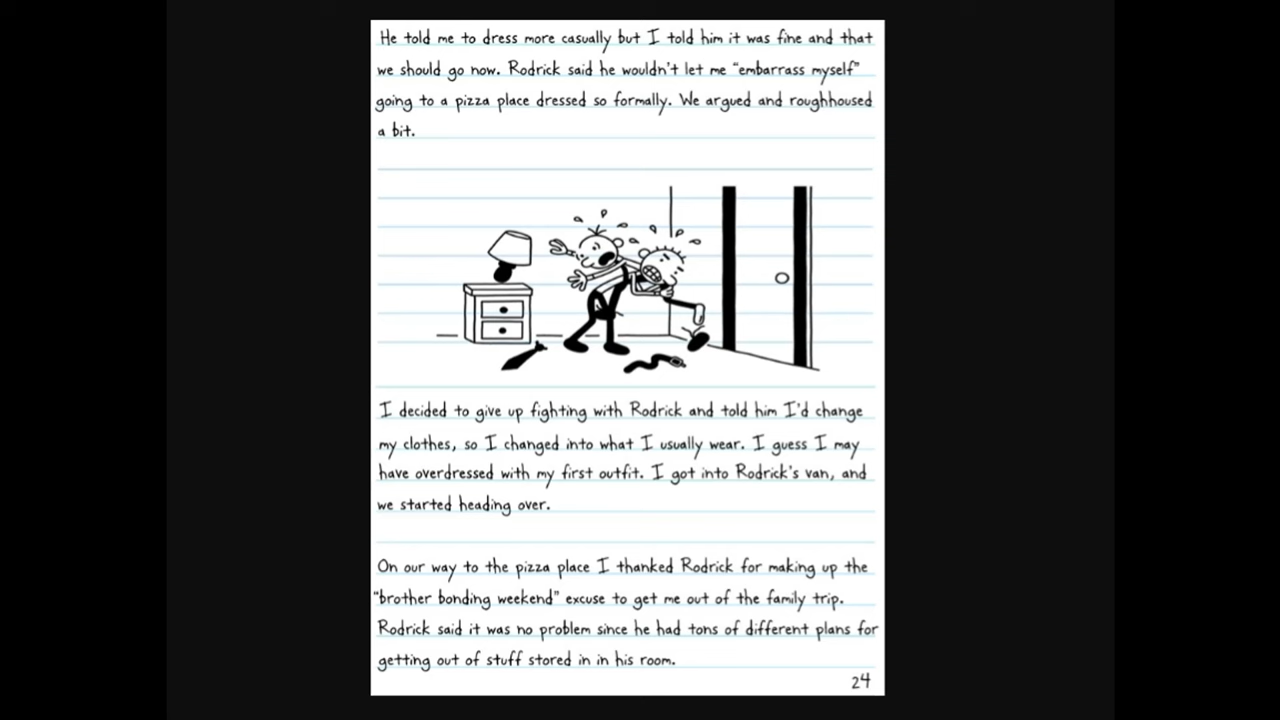 He told me to dress more casually but I told him it was fine and that
we should go now. Rodrick said he wouldn't let me "embarrass myself"
going to a pizza place dressed so formally. We argued and roughhoused
a bit.
I decided to give up fighting with Rodrick and told him I'd change
my clothes, so I changed into what I usually wear. I guess I may
have overdressed with my first outfit. I got into Rodrick's van, and
we started heading over.
On our way to the pizza place I thanked Rodrick for making up the
"brother bonding weekend" excuse to get me out of the family trip.
Rodrick said it was no problem since he had tons of different plans for
getting out of stuff stored in in his room.
24